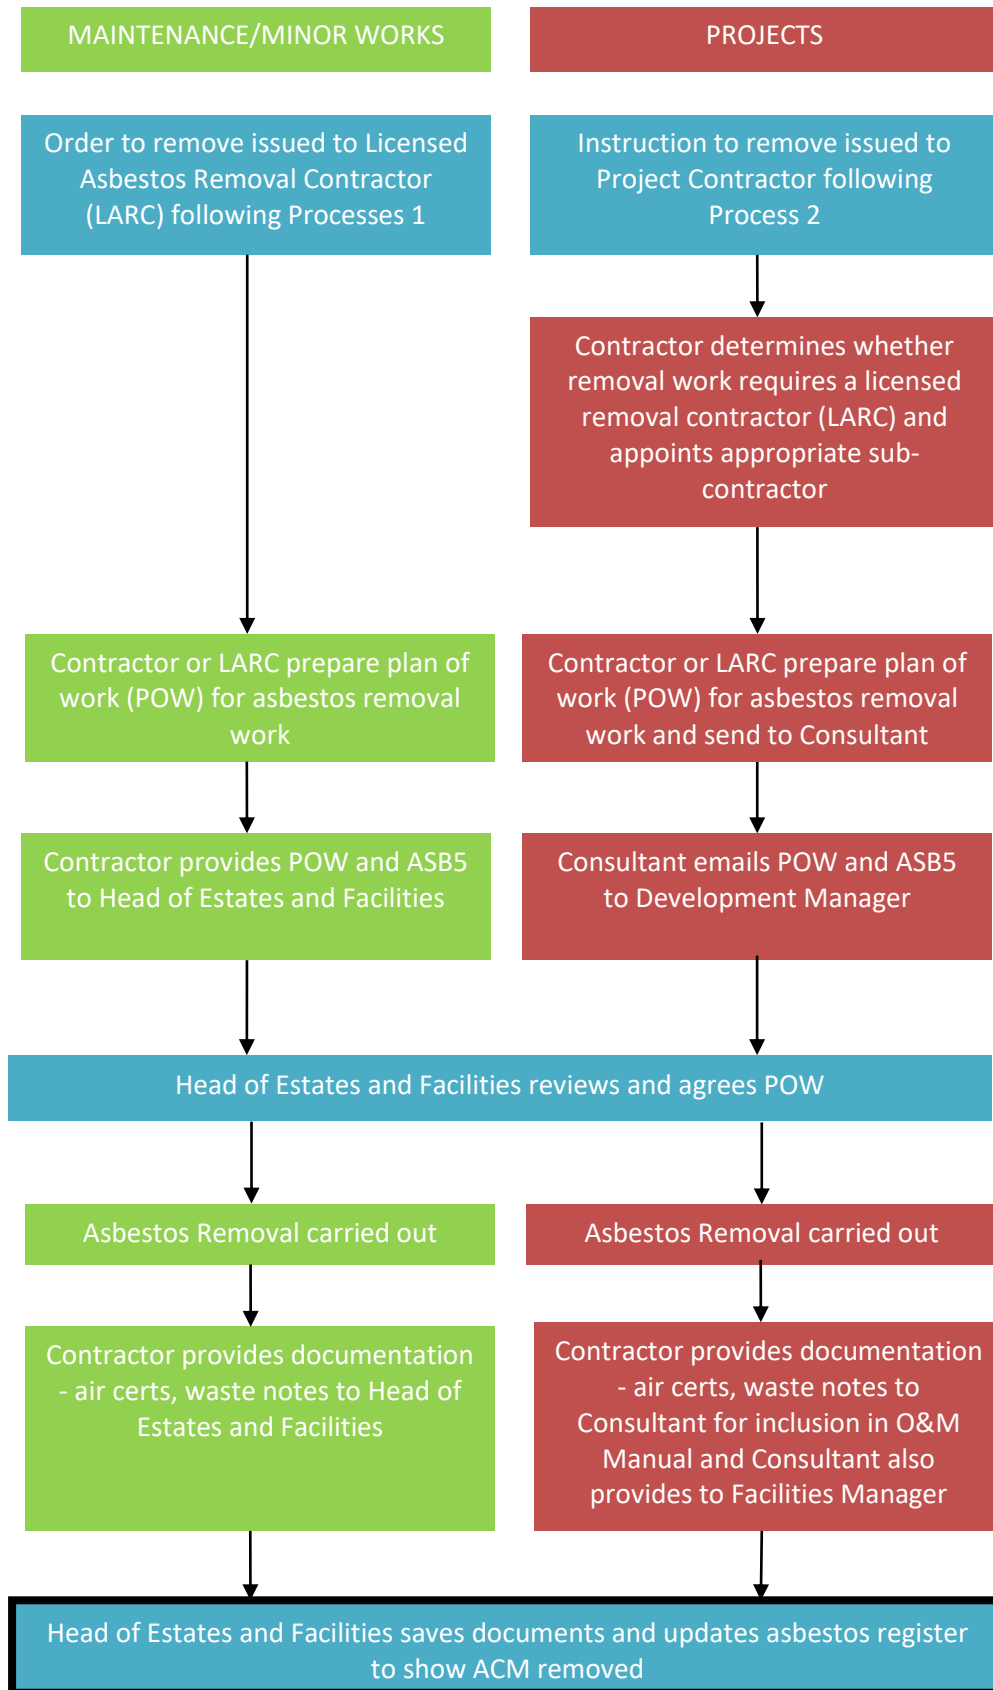 MAINTENANCE/MINOR WORKS
PROJECTS
Order to remove issued to Licensed
Asbestos Removal Contractor
(LARC) following Processes 1
Instruction to remove issued to
Project Contractor following
Process 2
Contractor determines whether
removal work requires a licensed
removal contractor (LARC) and
appoints appropriate sub-
contractor
Contractor or LARC prepare plan of
work (POW) for asbestos removal
work
Contractor or LARC prepare plan of
work (POW) for asbestos removal
work and send to Consultant
Contractor provides POW and ASB5
to Head of Estates and Facilities
Consultant emails POW and ASB5
to Development Manager
Head of Estates and Facilities reviews and agrees POW
Asbestos Removal carried out
Asbestos Removal carried out
Contractor provides documentation
- air certs, waste notes to Head of
Estates and Facilities
Contractor provides documentation
- air certs, waste notes to
Consultant for inclusion in O&M
Manual and Consultant also
provides to Facilities Manager
Head of Estates and Facilities saves documents and updates asbestos register
to show ACM removed